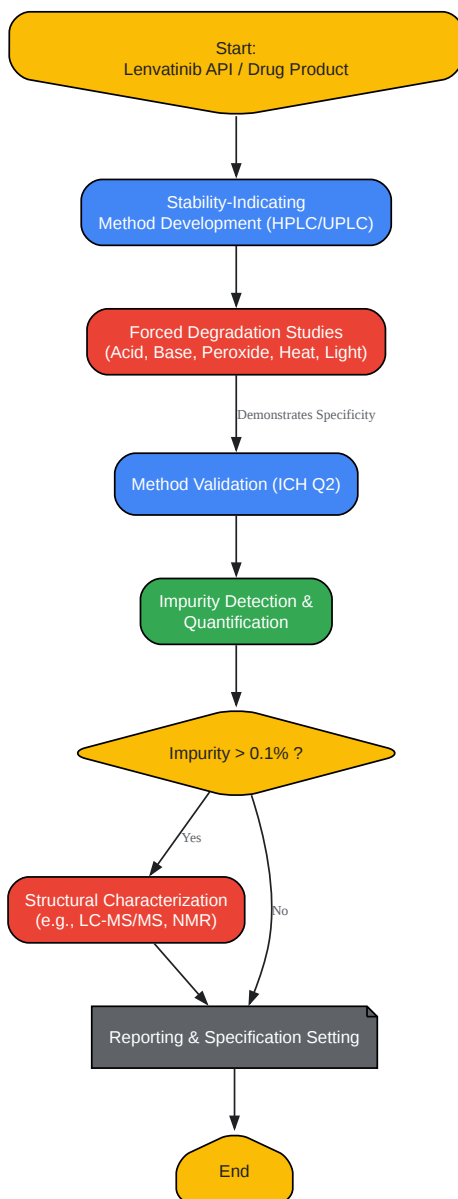 Start:
Lenvatinib API / Drug Product
Stability-Indicating
Method Development (HPLC/UPLC)
Forced Degradation Studies
(Acid, Base, Peroxide, Heat, Light)
Demonstrates Specificity
Method Validation (ICH Q2)
Impurity Detection &
Quantification
Impurity > 0.1% ?
Yes
Structural Characterization
(e.g., LC-MS/MS, NMR)
No
Reporting & Specification Setting
End